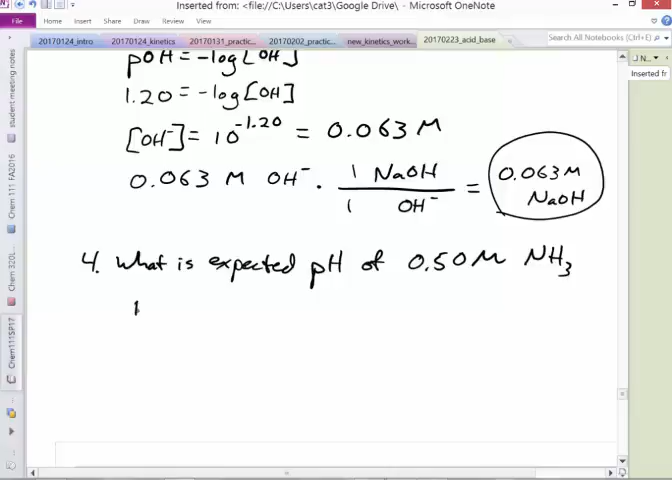 Inserted from: <file://C:/Users/cat3/Google Drive/ - Microsoft OneNote
File Home Insert Draw History Review View
20170124_intro 20170124_kinetics 20170131_practic... 20170202_practic... new_kinetics_work... 20170223_acid_base
Search All Notebooks (Ctrl+E)
N...
Inserted fr
student meeting notes
Chem 111 FA2016
Chem 320L
Chem111SP17
pOH = -log[OH]
1.20 = -log[OH]
[OH⁻] = 10^-1.20 = 0.063 M
0.063 M OH⁻ · 1 NaOH / 1 OH⁻ = 0.063 M NaOH
4. What is expected pH of 0.50 M NH₃